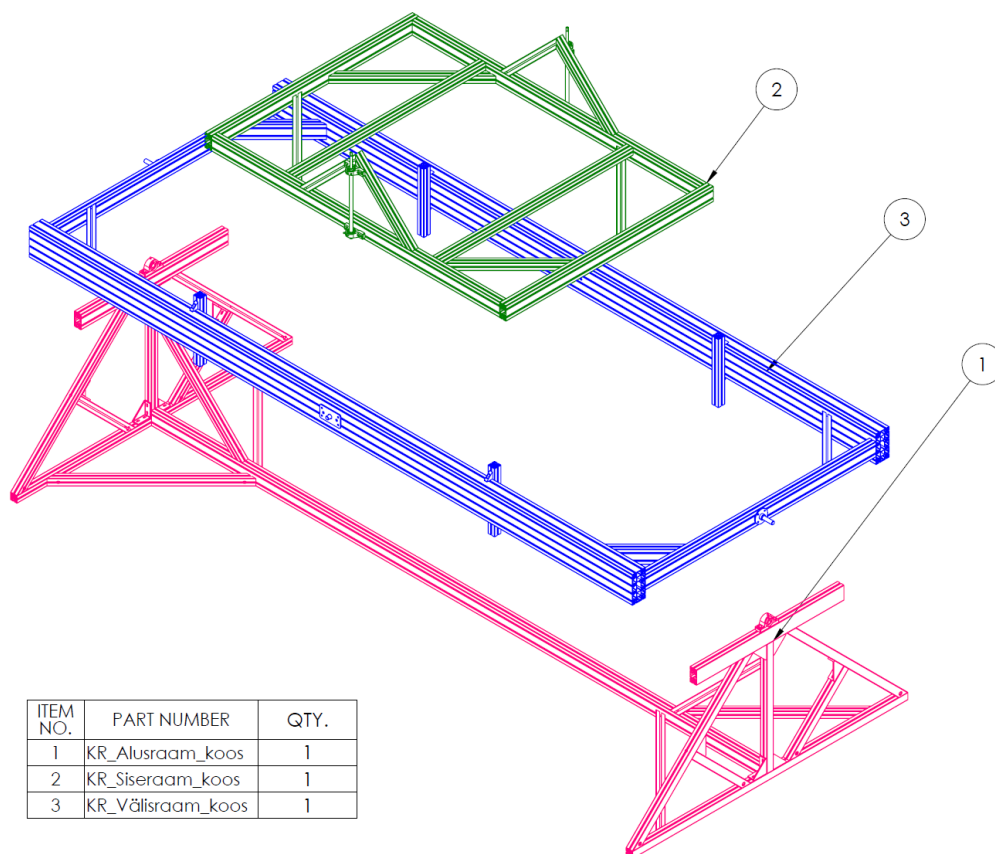 2
3
1
ITEM NO. PART NUMBER QTY.
1 KR_Alusraam_koos 1
2 KR_Siseraam_koos 1
3 KR_Välisraam_koos 1